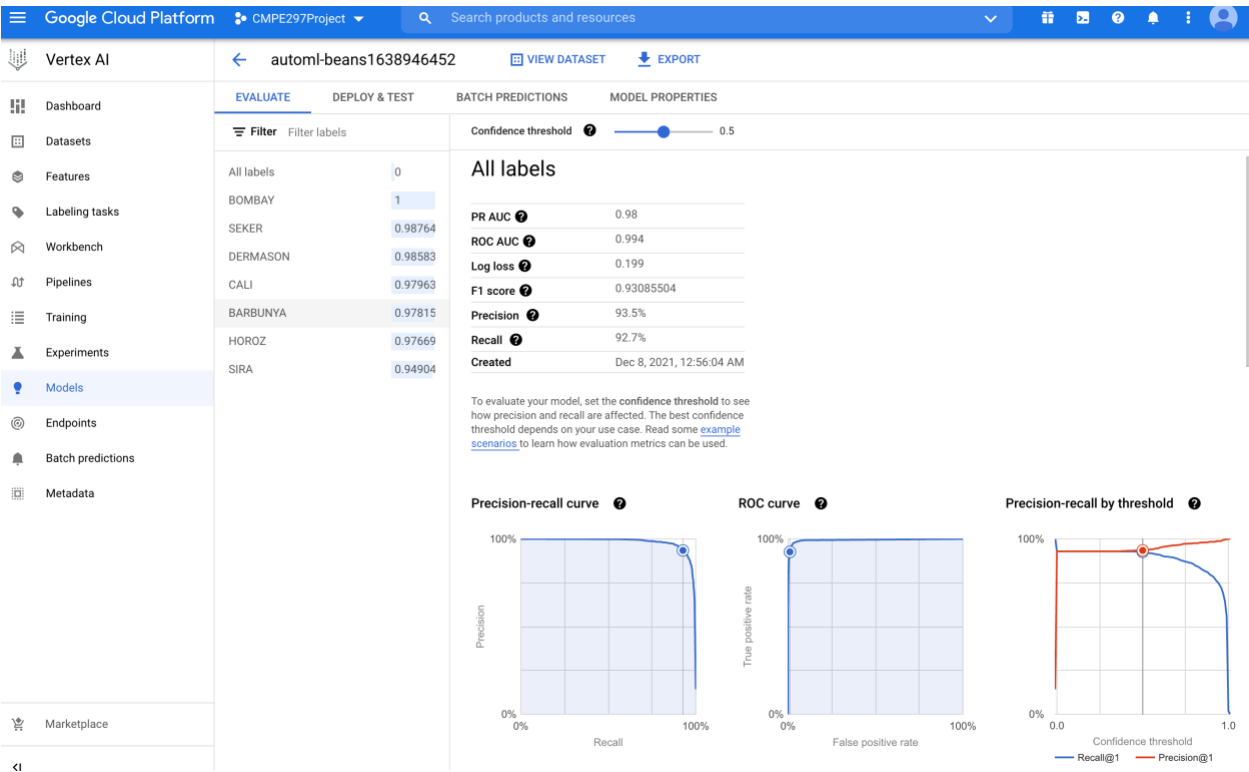 Google Cloud Platform CMPE297Project Search products and resources
Vertex AI
Dashboard
Datasets
Features
Labeling tasks
Workbench
Pipelines
Training
Experiments
Models
Endpoints
Batch predictions
Metadata
Marketplace
automl-beans1638946452 VIEW DATASET EXPORT
EVALUATE DEPLOY & TEST BATCH PREDICTIONS MODEL PROPERTIES
Filter Filter labels
All labels 0
BOMBAY 1
SEKER 0.98764
DERMASON 0.98583
CALI 0.97963
BARBUNYA 0.97815
HOROZ 0.97669
SIRA 0.94904
Confidence threshold 0.5
All labels
PR AUC 0.98
ROC AUC 0.994
Log loss 0.199
F1 score 0.93085504
Precision 93.5%
Recall 92.7%
Created Dec 8, 2021, 12:56:04 AM
To evaluate your model, set the confidence threshold to see
how precision and recall are affected. The best confidence
threshold depends on your use case. Read some example
scenarios to learn how evaluation metrics can be used.
Precision-recall curve
100%
Precision
0%
0% 100%
Recall
ROC curve
100%
True positive rate
0%
0% 100%
False positive rate
Precision-recall by threshold
100%
0%
0.0 1.0
Confidence threshold
Recall@1 Precision@1